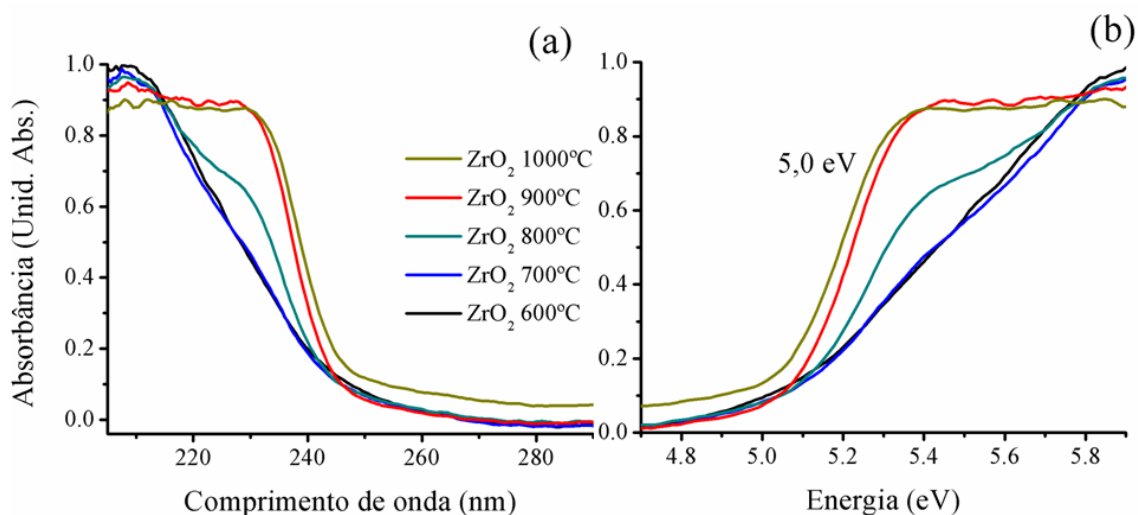 (a)
1.0
0.8
0.6
0.4
0.2
0.0
220
240
260
280
Comprimento de onda (nm)
Absorbância (Unid. Abs.)
ZrO₂ 1000ºC
ZrO₂ 900ºC
ZrO₂ 800ºC
ZrO₂ 700ºC
ZrO₂ 600ºC
(b)
1.0
0.8
0.6
0.4
0.2
0.0
5,0 eV
4.8
5.0
5.2
5.4
5.6
5.8
Energia (eV)